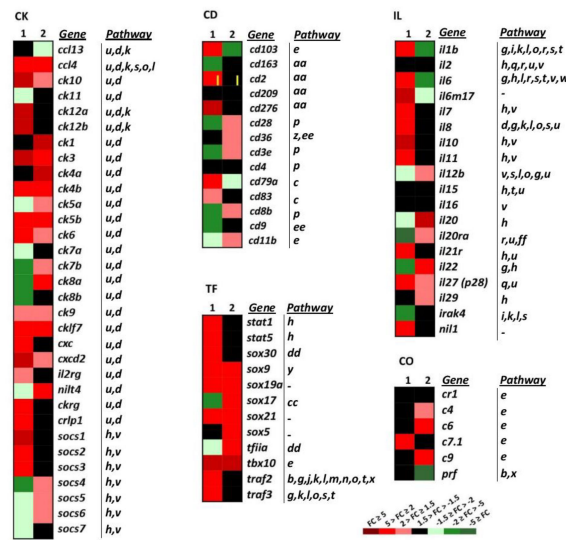 CK
1 2 Gene Pathway
ccl13 u,d,k
ccl4 u,d,k,s,o,l
ck10 u,d
ck11 u,d
ck12a u,d,k
ck12b u,d,k
ck1 u,d
ck3 u,d
ck4a u,d
ck4b u,d
ck5a u,d
ck5b u,d
ck6 u,d
ck7a u,d
ck7b u,d
ck8a u,d
ck8b u,d
ck9 u,d
cklf7 u,d
cxc u,d
cxcd2 u,d
il2rg u,d
nilt4 u,d
ckrg u,d
crlp1 u,d
socs1 h,v
socs2 h,v
socs3 h,v
socs4 h,v
socs5 h,v
socs6 h,v
socs7 h,v
CD
1 2 Gene Pathway
cd103 e
cd163 aa
cd2 aa
cd209 aa
cd276 aa
cd28 p
cd36 z,ee
cd3e p
cd4 p
cd79a c
cd83 c
cd8b p
cd9 ee
cd11b e
TF
1 2 Gene Pathway
stat1 h
stat5 h
sox30 dd
sox9 y
sox19a -
sox17 cc
sox21 -
sox5 -
tfiia dd
tbx10 e
traf2 b,g,j,k,l,m,n,o,t,x
traf3 g,k,l,o,s,t
IL
1 2 Gene Pathway
il1b g,i,k,l,o,r,s,t
il2 h,q,r,u,v
il6 g,h,l,r,s,t,v,w
il6m17 -
il7 h,v
il8 d,g,k,l,o,s,u
il10 h,v
il11 h,v
il12b v,s,l,o,g,u
il15 h,t,u
il16 v
il20 h
il20ra r,u,ff
il21r h,u
il22 g,h
il27 (p28) q,u
il29 h
irak4 i,k,l,s
nil1 -
CO
1 2 Gene Pathway
cr1 e
c4 e
c6 e
c7.1 e
c9 e
prf b,x
FC ≥ 5
5 > FC ≥ 2
2 > FC ≥ 1.5
1.5 > FC > -1.5
-1.5 ≥ FC > -2
-2 ≥ FC > -5
-5 ≥ FC